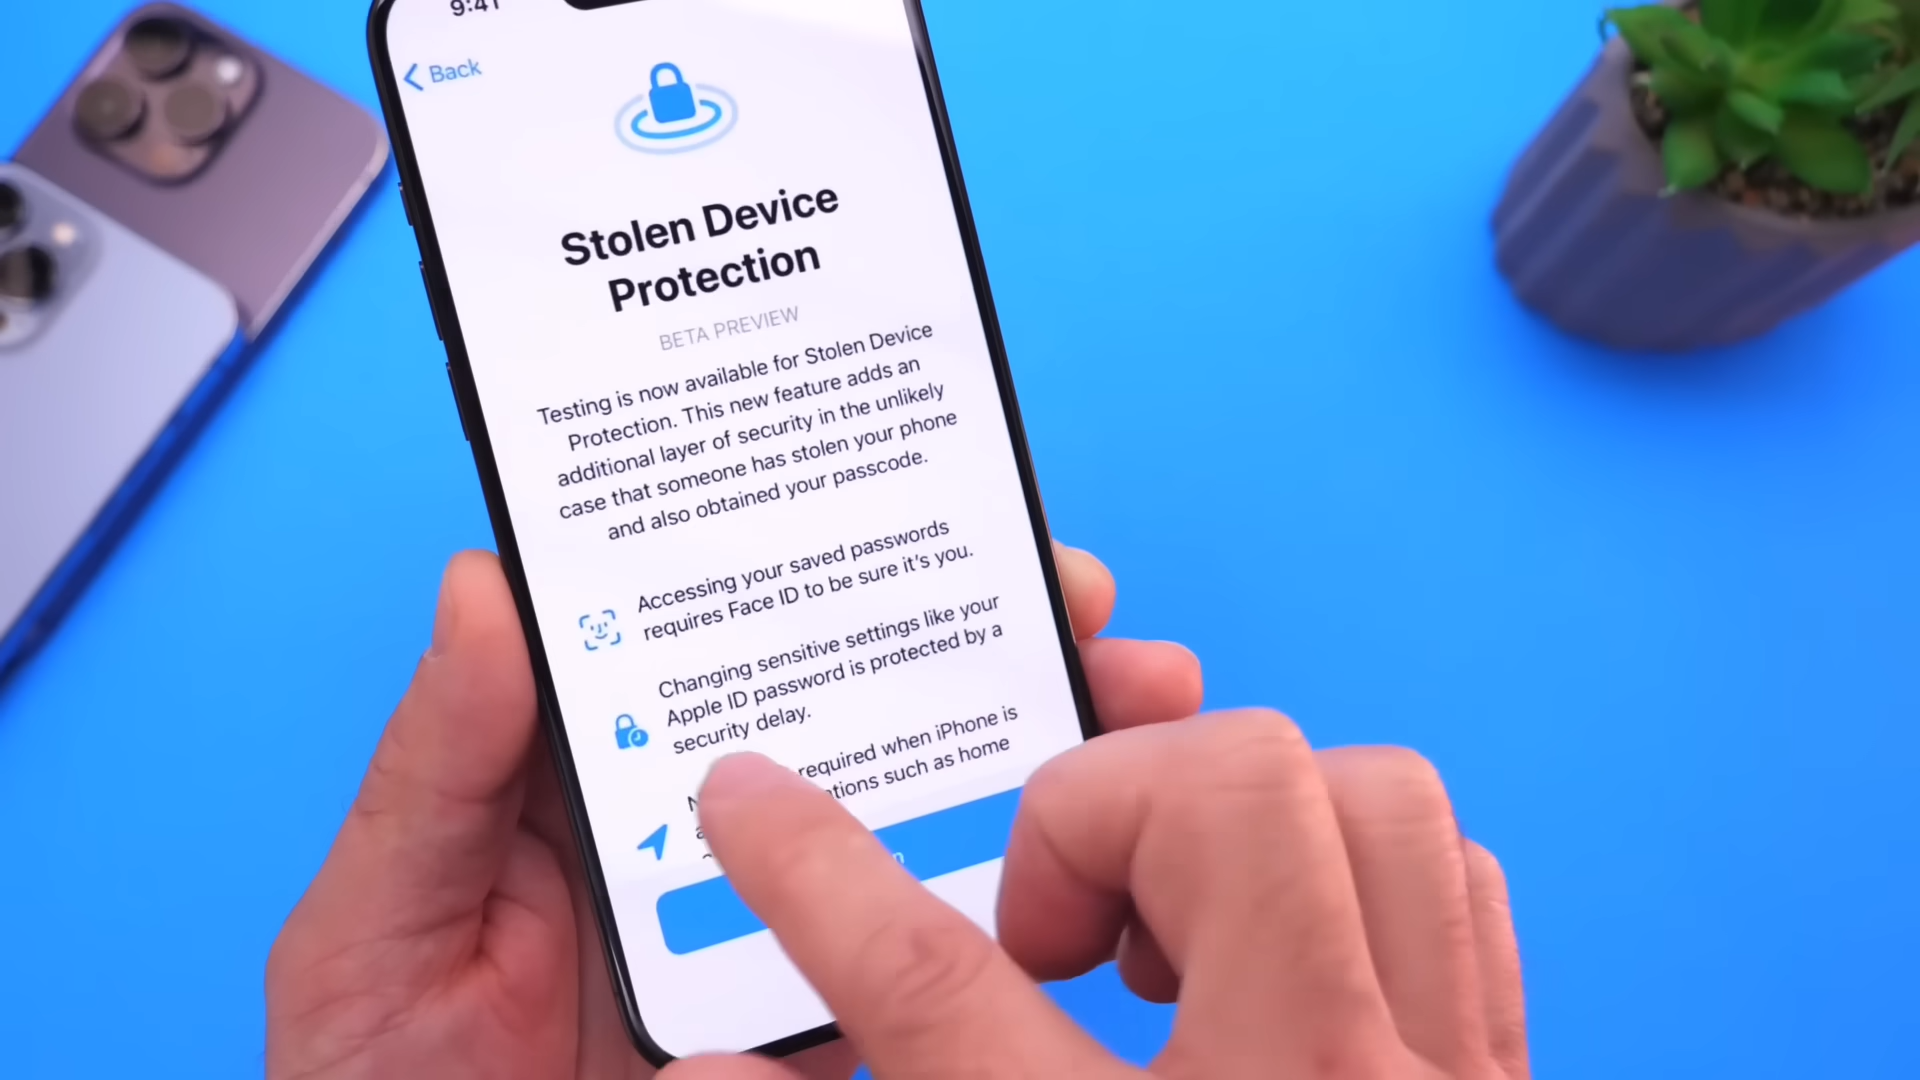 9:41
Back
Stolen Device
Protection
BETA PREVIEW
Testing is now available for Stolen Device
Protection. This new feature adds an
additional layer of security in the unlikely
case that someone has stolen your phone
and also obtained your passcode.
Accessing your saved passwords
requires Face ID to be sure it's you.
Changing sensitive settings like your
Apple ID password is protected by a
security delay.
required when iPhone is
such as home